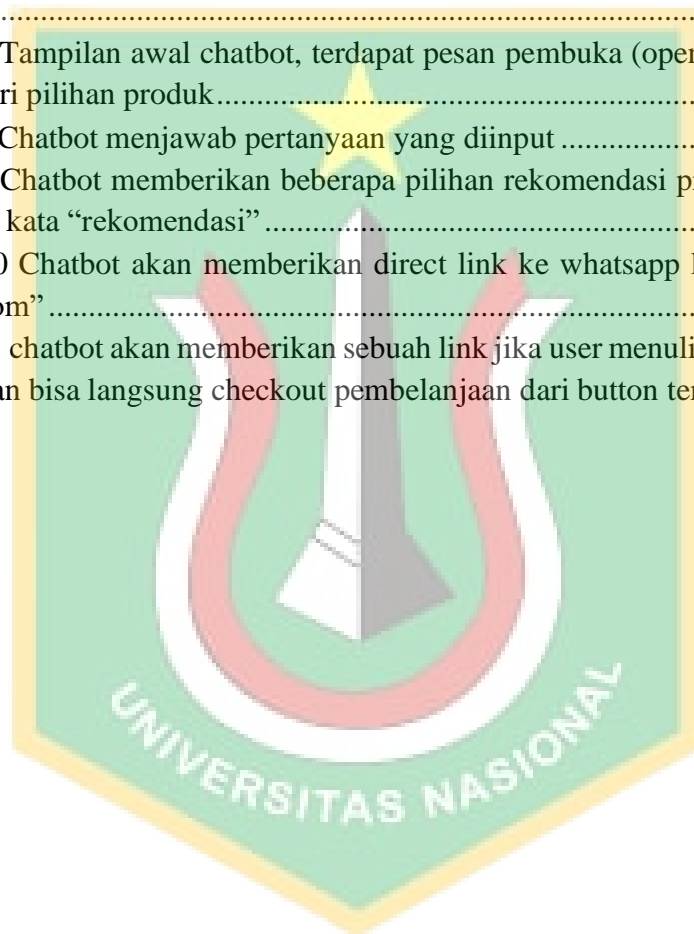 ................................................................................................
Tampilan awal chatbot, terdapat pesan pembuka (oper
ri pilihan produk................................................................
Chatbot menjawab pertanyaan yang diinput ..................
Chatbot memberikan beberapa pilihan rekomendasi p
kata “rekomendasi” .........................................................
0 Chatbot akan memberikan direct link ke whatsapp
om” ......................................................................................
chatbot akan memberikan sebuah link jika user menuli
an bisa langsung checkout pembelanjaan dari button ter
UNIVERSITAS NASIONAL